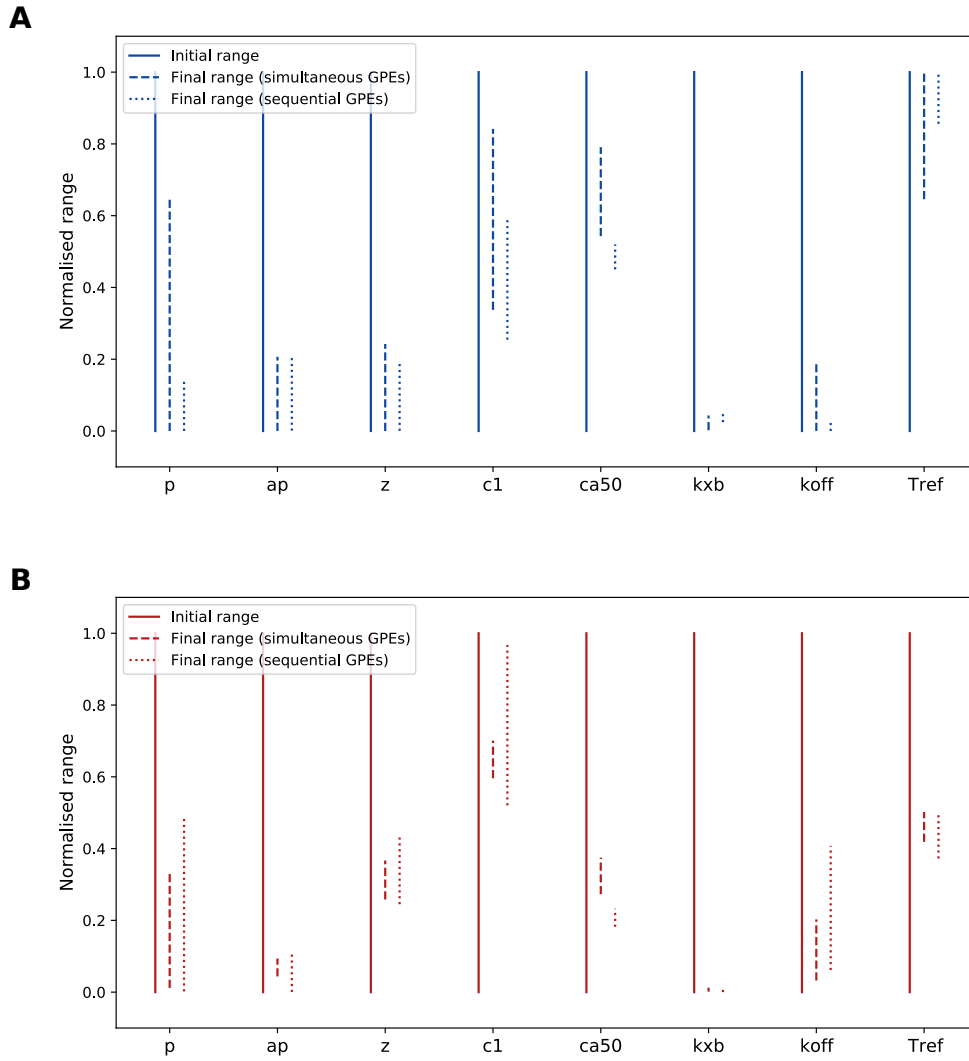 A
Initial range
Final range (simultaneous GPEs)
Final range (sequential GPEs)
1.0
0.8
0.6
0.4
0.2
0.0
Normalised range
p ap z c1 ca50 kxb koff Tref
B
Initial range
Final range (simultaneous GPEs)
Final range (sequential GPEs)
1.0
0.8
0.6
0.4
0.2
0.0
Normalised range
p ap z c1 ca50 kxb koff Tref